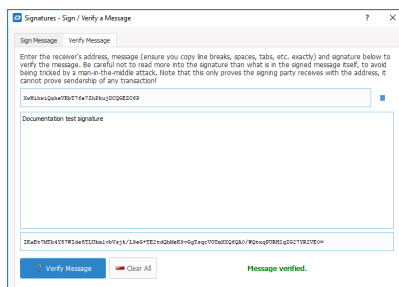 Signatures - Sign / Verify a Message
Sign Message Verify Message
Enter the receiver's address, message (ensure you copy line breaks, spaces, tabs, etc. exactly) and signature below to
verify the message. Be careful not to read more into the signature than what is in the signed message itself, to avoid
being tricked by a man-in-the-middle attack. Note that this only proves the signing party receives with the address, it
cannot prove sendership of any transaction!
Documentation test signature
Verify Message Clear All Message verified.